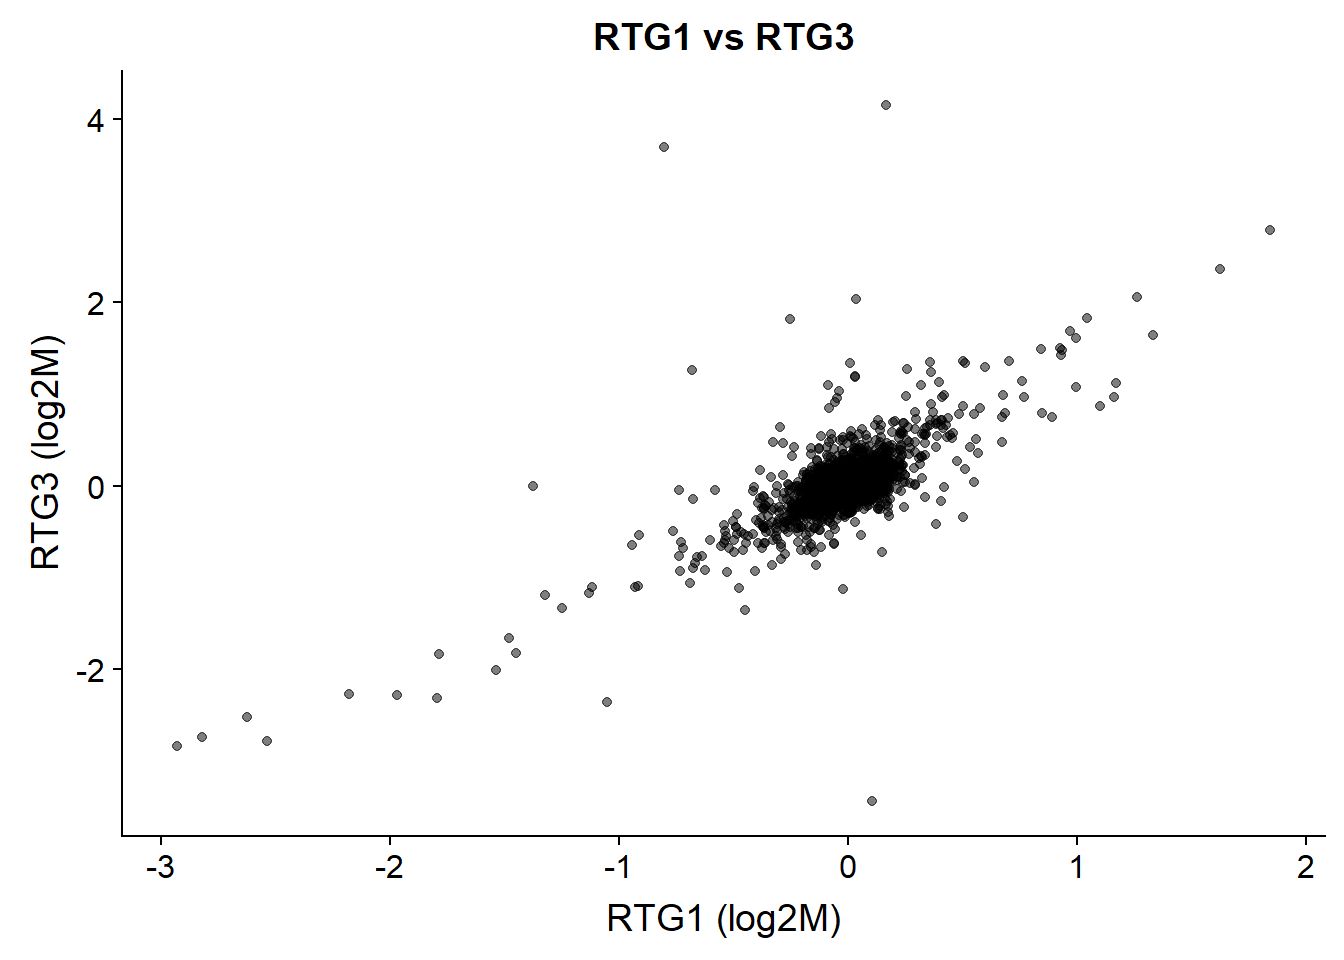 RTG1 vs RTG3
4
2
0
-2
RTG3 (log2M)
-3 -2 -1 0 1 2
RTG1 (log2M)